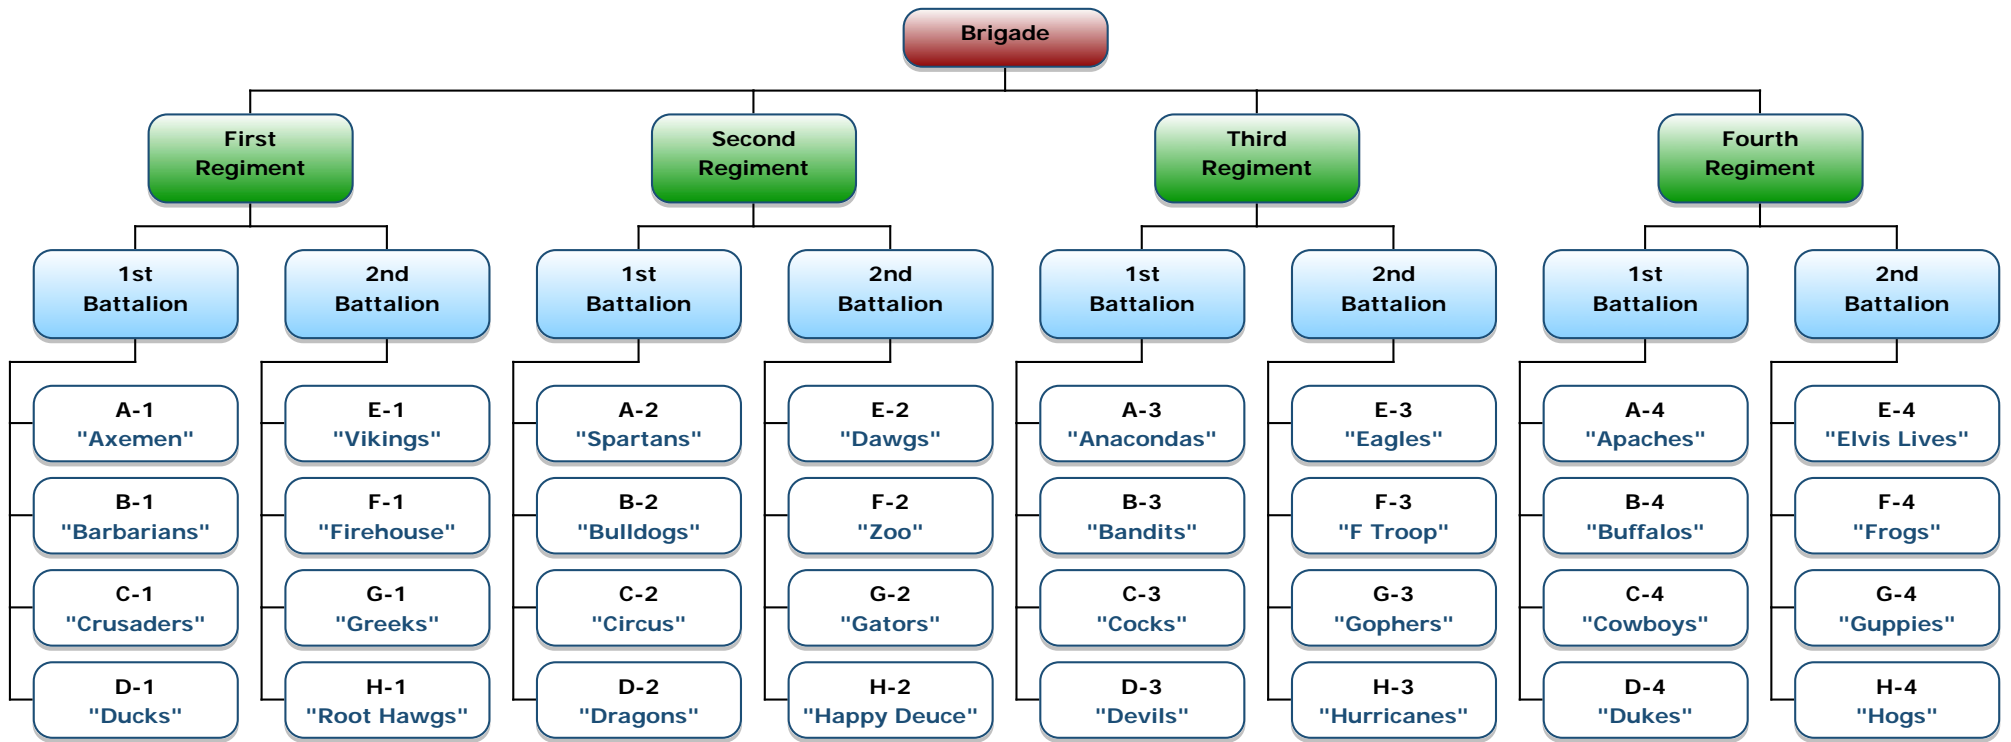 Brigade
First
Regiment
Second
Regiment
Third
Regiment
Fourth
Regiment
1st
Battalion
2nd
Battalion
1st
Battalion
2nd
Battalion
1st
Battalion
2nd
Battalion
1st
Battalion
2nd
Battalion
A-1
"Axemen"
E-1
"Vikings"
A-2
"Spartans"
E-2
"Dawgs"
A-3
"Anacondas"
E-3
"Eagles"
A-4
"Apaches"
E-4
"Elvis Lives"
B-1
"Barbarians"
F-1
"Firehouse"
B-2
"Bulldogs"
F-2
"Zoo"
B-3
"Bandits"
F-3
"F Troop"
B-4
"Buffalos"
F-4
"Frogs"
C-1
"Crusaders"
G-1
"Greeks"
C-2
"Circus"
G-2
"Gators"
C-3
"Cocks"
G-3
"Gophers"
C-4
"Cowboys"
G-4
"Guppies"
D-1
"Ducks"
H-1
"Root Hawgs"
D-2
"Dragons"
H-2
"Happy Deuce"
D-3
"Devils"
H-3
"Hurricanes"
D-4
"Dukes"
H-4
"Hogs"